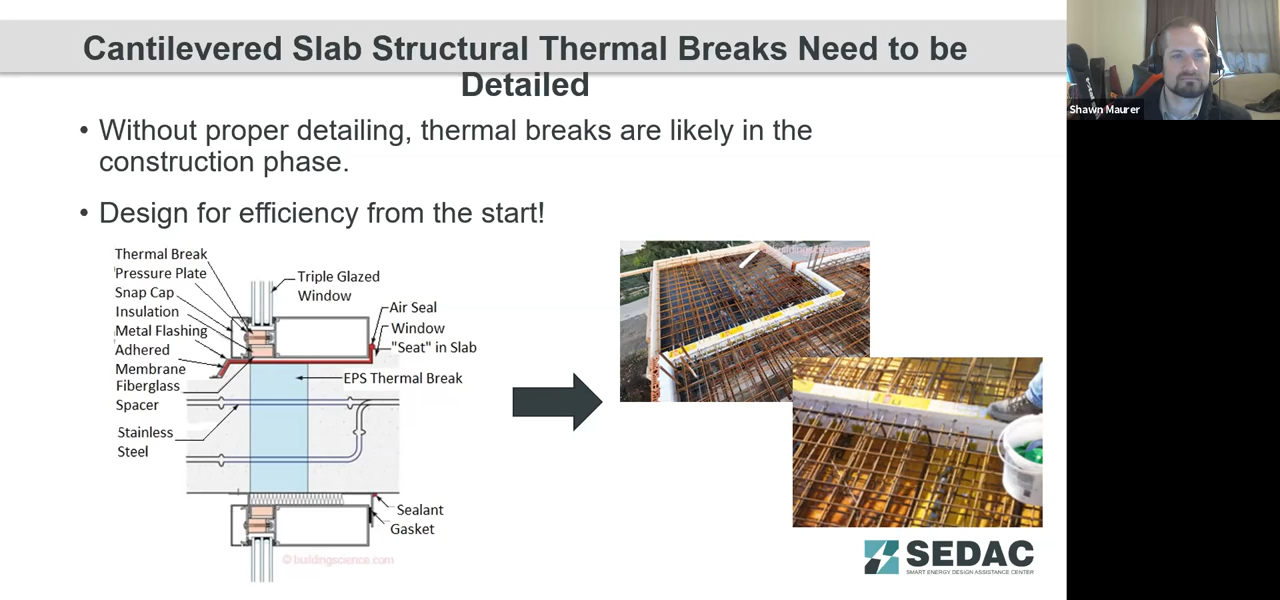 Cantilevered Slab Structural Thermal Breaks Need to be
Detailed
• Without proper detailing, thermal breaks are likely in the
construction phase.
• Design for efficiency from the start!
Thermal Break
Pressure Plate
Snap Cap
Insulation
Metal Flashing
Adhered
Membrane
Fiberglass
Spacer
Stainless
Steel
Triple Glazed
Window
Air Seal
Window
"Seat" in Slab
EPS Thermal Break
Sealant
Gasket
© buildingscience.com
buildingscience.com
SEDAC
SMART ENERGY DESIGN ASSISTANCE CENTER
Shawn Maurer